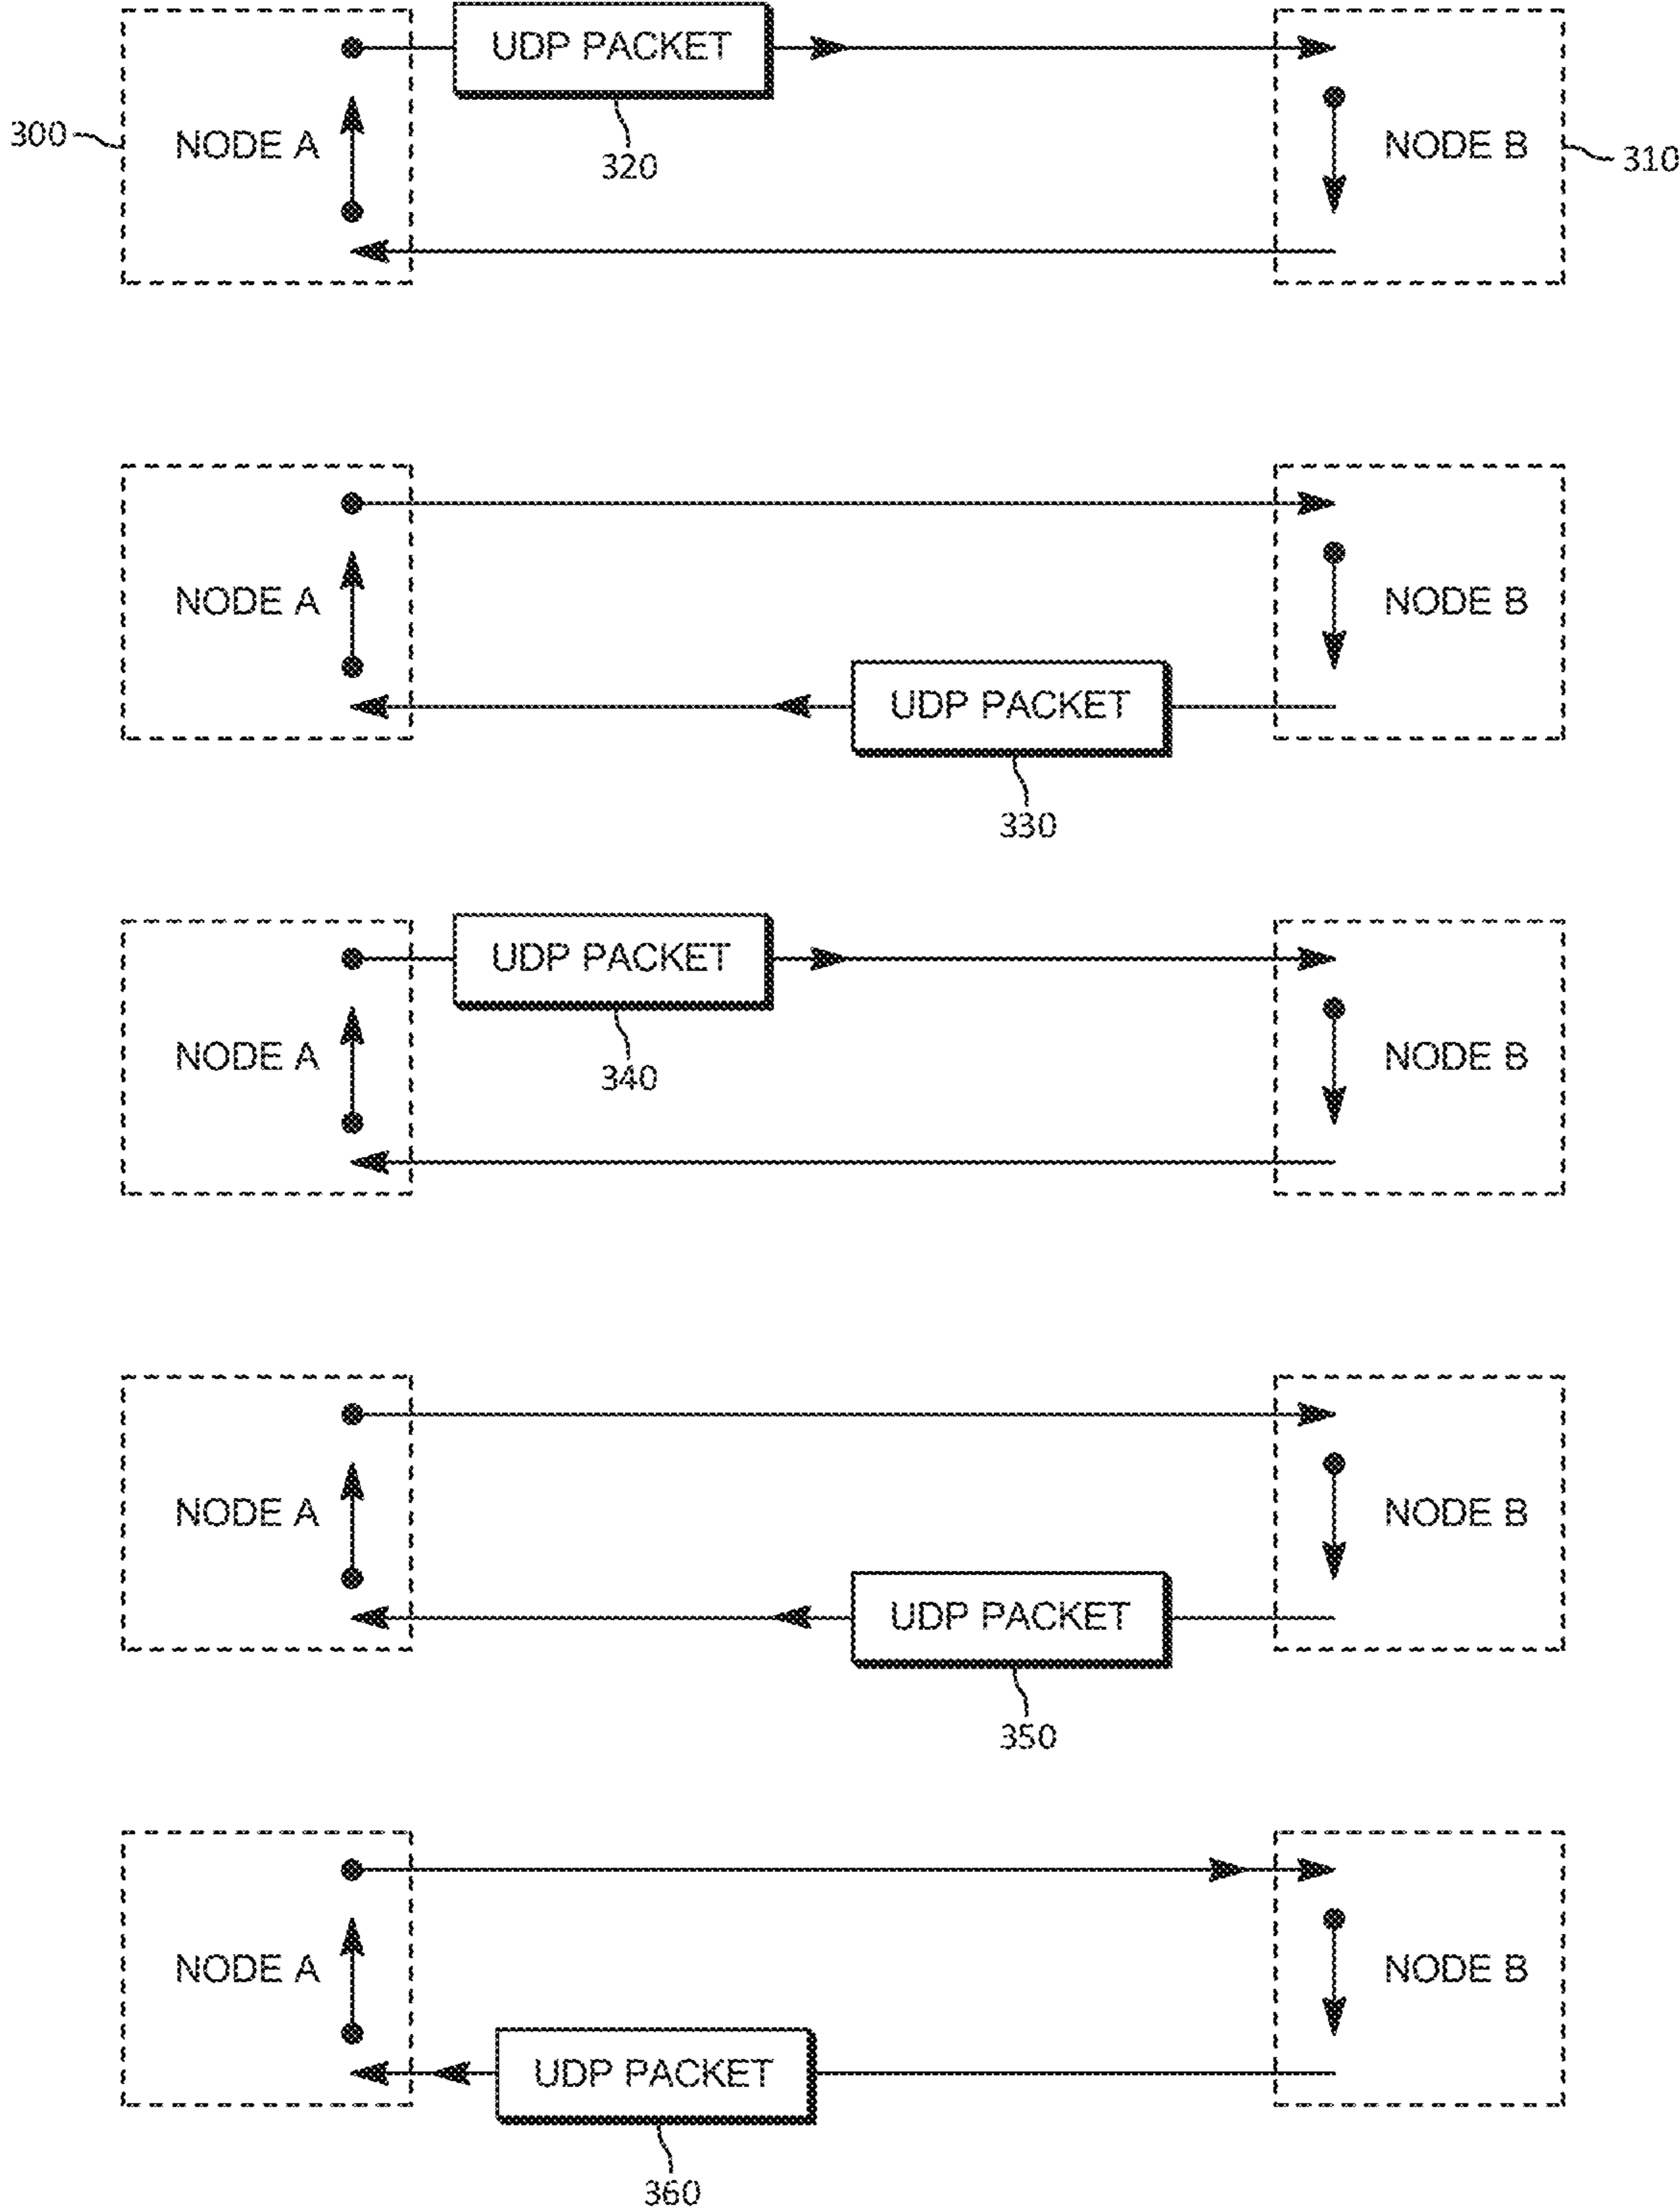 UDP PACKET
300
NODE A
NODE B
310
320
NODE A
NODE B
UDP PACKET
330
UDP PACKET
NODE A
NODE B
340
NODE A
NODE B
UDP PACKET
350
NODE A
NODE B
UDP PACKET
360